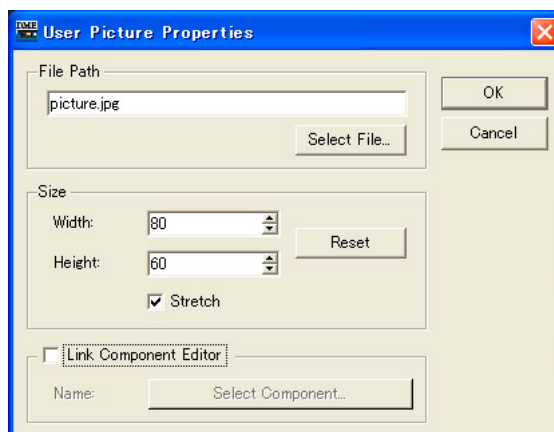 DME
User Picture Properties
File Path
picture.jpg
Select File...
OK
Cancel
Size
Width:
80
Height:
60
Reset
Stretch
Link Component Editor
Name:
Select Component...